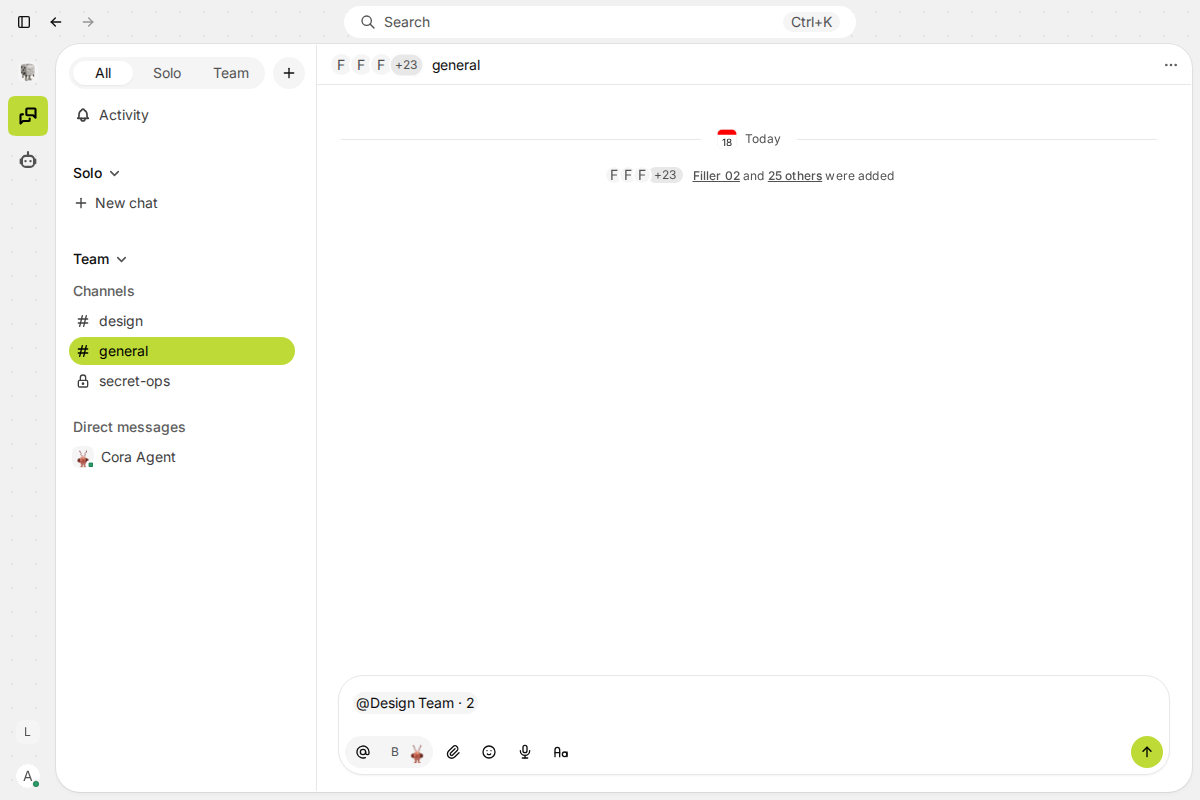 Search
Ctrl+K
All Solo Team
F F F +23 general
Activity
18 Today
Solo
F F F +23 Filler 02 and 25 others were added
New chat
Team
Channels
# design
# general
secret-ops
Direct messages
Cora Agent
@Design Team · 2
L
@ B Aa
A